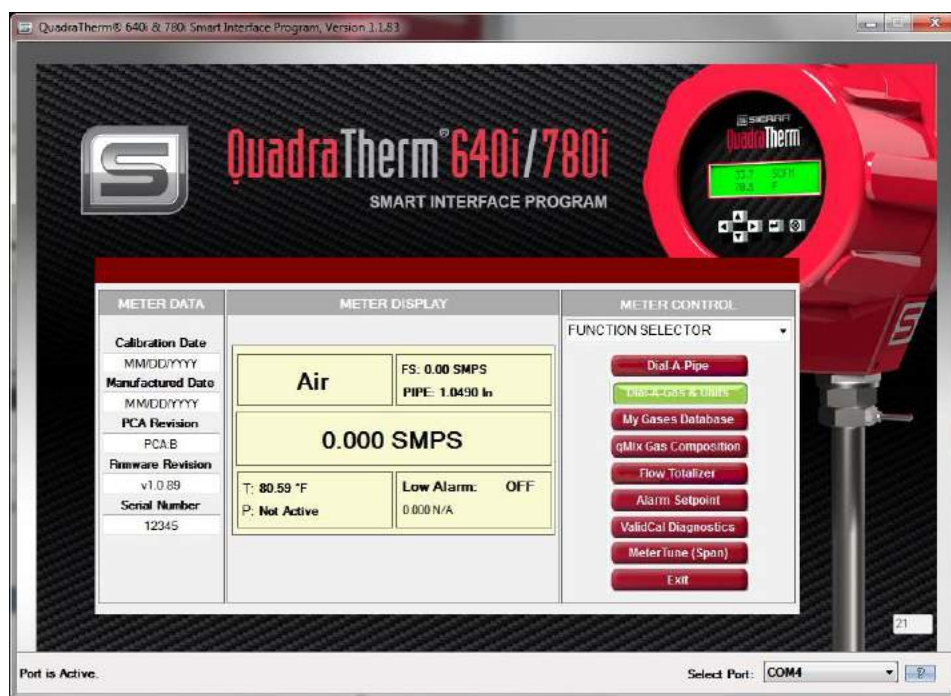 QuadraTherm® 640i & 780i Smart Interface Program, Version 1.1.83
S
QuadraTherm® 640i/780i
SMART INTERFACE PROGRAM
SIERRA
QuadraTherm
33.2 SCFM
78.5 F
METER DATA
Calibration Date
MM/DD/YYYY
Manufactured Date
MM/DD/YYYY
PCA Revision
PCA:B
Firmware Revision
v1.0.89
Serial Number
12345
METER DISPLAY
Air
FS: 0.00 SMPS
PIPE: 1.0490 In
0.000 SMPS
T: 80.59 °F
P: Not Active
Low Alarm: OFF
0.000 N/A
METER CONTROL
FUNCTION SELECTOR
Dial-A-Pipe
Dial-A-Gas & Units
My Gases Database
qMix Gas Composition
Flow Totalizer
Alarm Setpoint
ValidCal Diagnostics
MeterTune (Span)
Exit
S
21
Port is Active.
Select Port: COM4
?